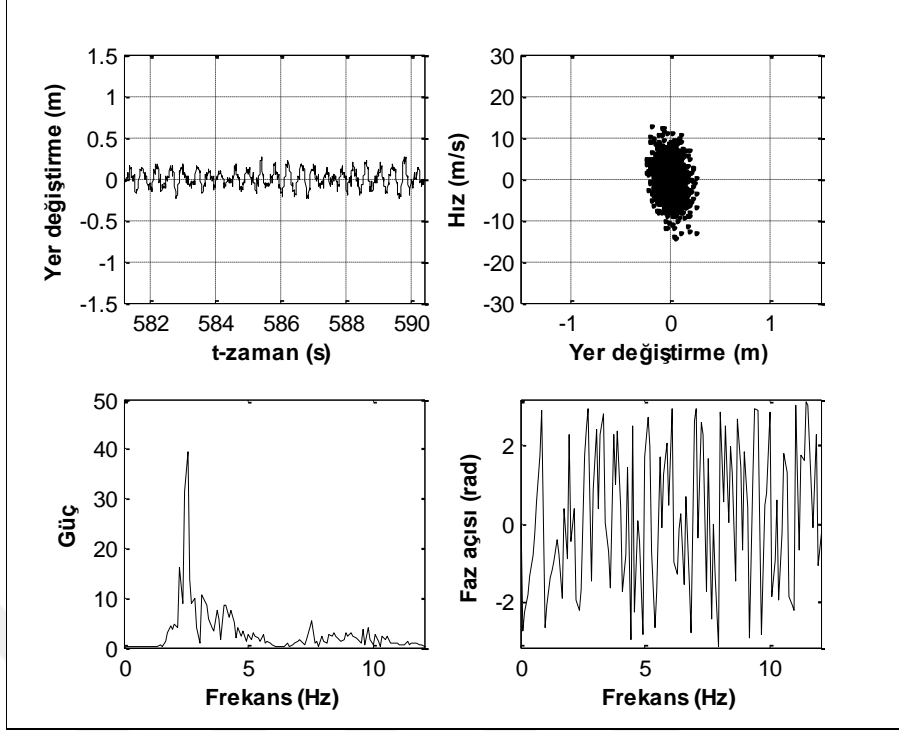 1.5
1
0.5
0
-0.5
-1
-1.5
Yer değiştirme (m)
582 584 586 588 590
t-zaman (s)
30
20
10
0
-10
-20
-30
Hız (m/s)
-1 0 1
Yer değiştirme (m)
50
40
30
20
10
0
Güç
0 5 10
Frekans (Hz)
2
0
-2
Faz açısı (rad)
0 5 10
Frekans (Hz)